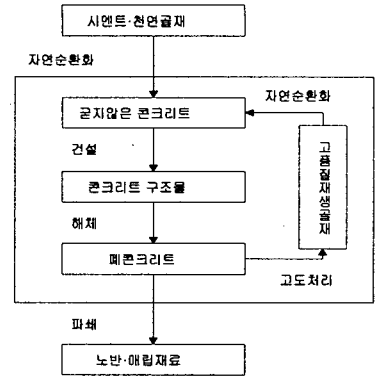 시멘트·천연골재
자연순환화
굳지않은 콘크리트
자연순환화
건설
고품질재생골재
콘크리트 구조물
해체
폐콘크리트
고도처리
파쇄
노반·매립재료